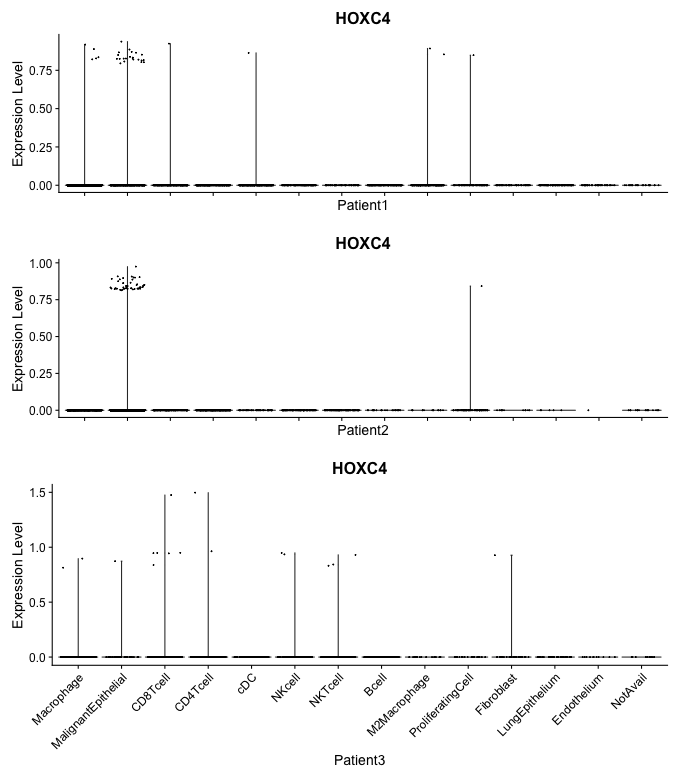 HOXC4
Expression Level
0.75
0.50
0.25
0.00
Patient1
HOXC4
Expression Level
1.00
0.75
0.50
0.25
0.00
Patient2
HOXC4
Expression Level
1.5
1.0
0.5
0.0
Macrophage
MalignantEpithelial
CD8Tcell
CD4Tcell
cDC
NKcell
NKTcell
Bcell
M2Macrophage
ProliferatingCell
Fibroblast
LungEpithelium
Endothelium
NotAvail
Patient3